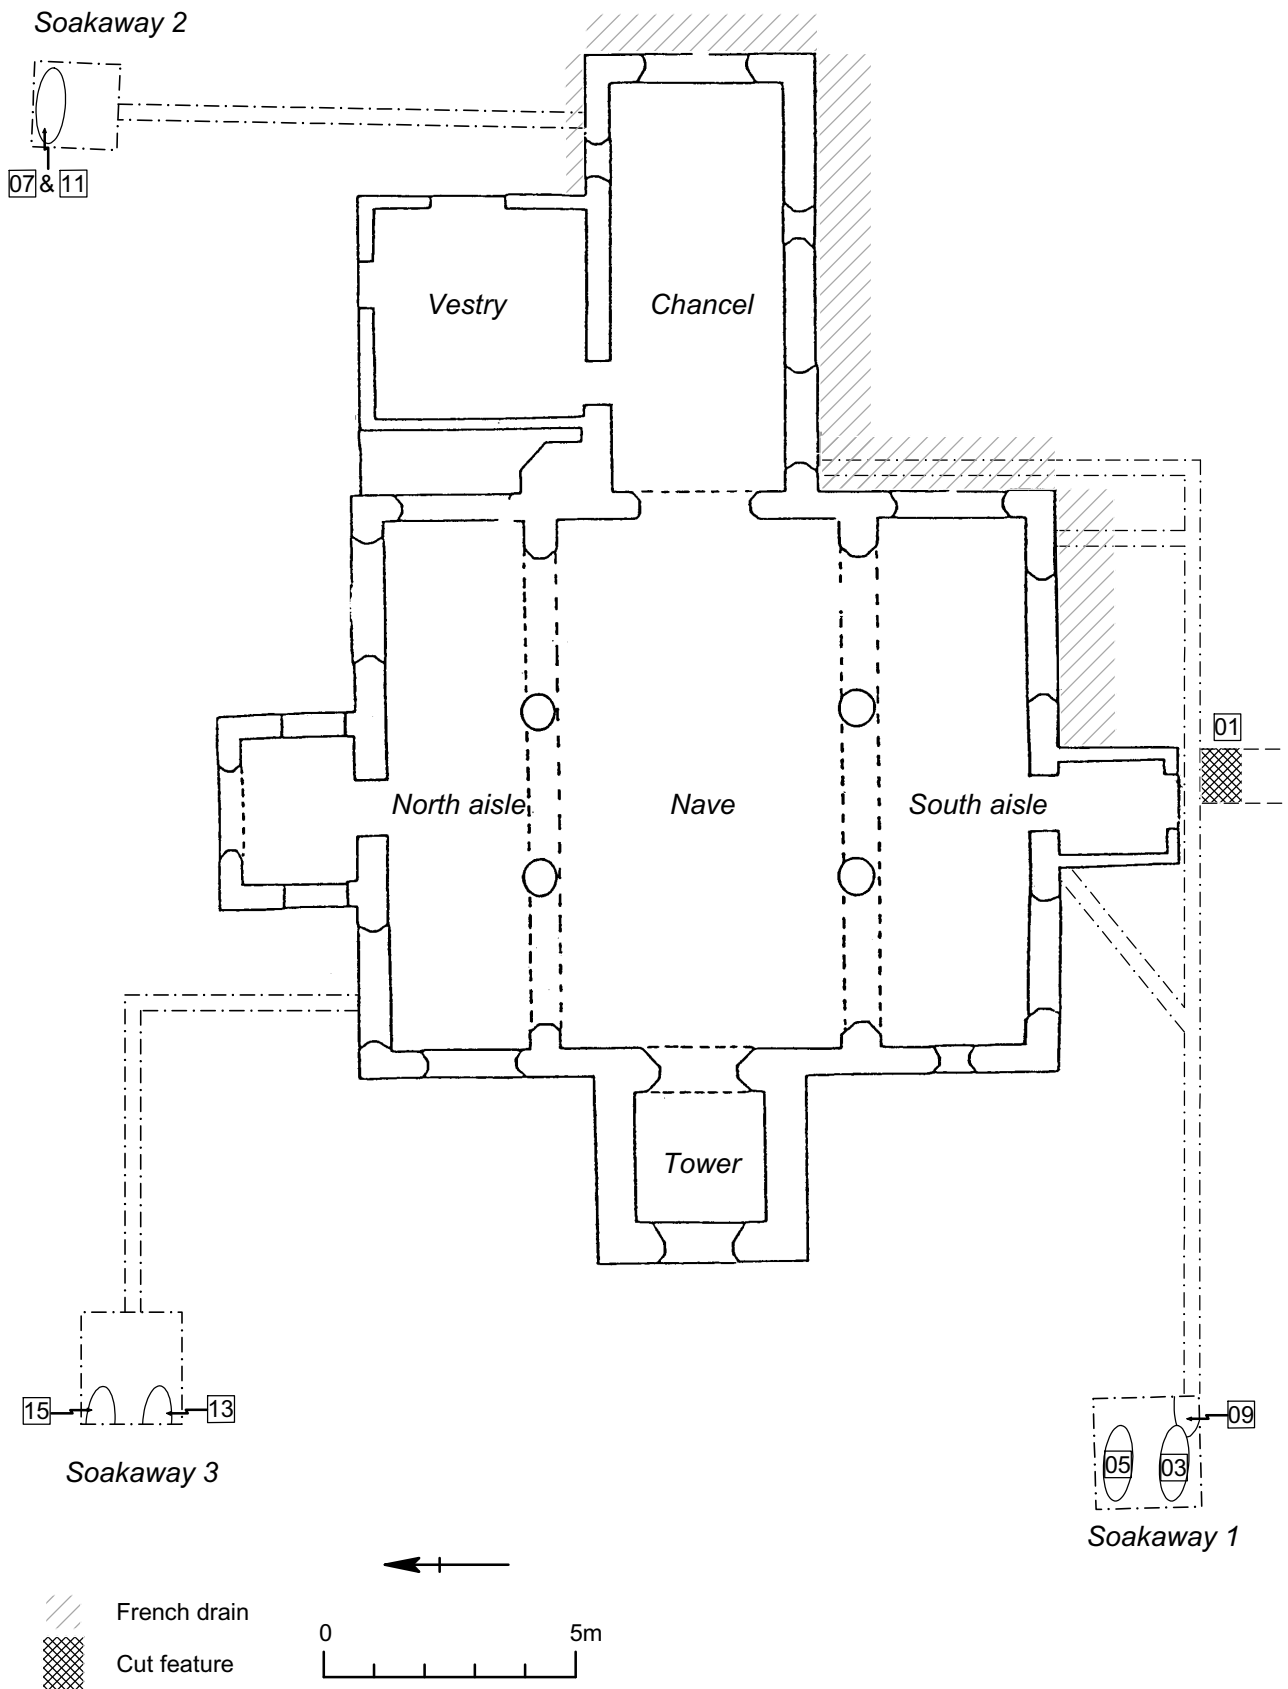 Soakaway 2
07 & 11
Vestry
Chancel
01
North aisle
Nave
South aisle
Tower
15
13
09
05
03
Soakaway 3
Soakaway 1
French drain
0
5m
Cut feature